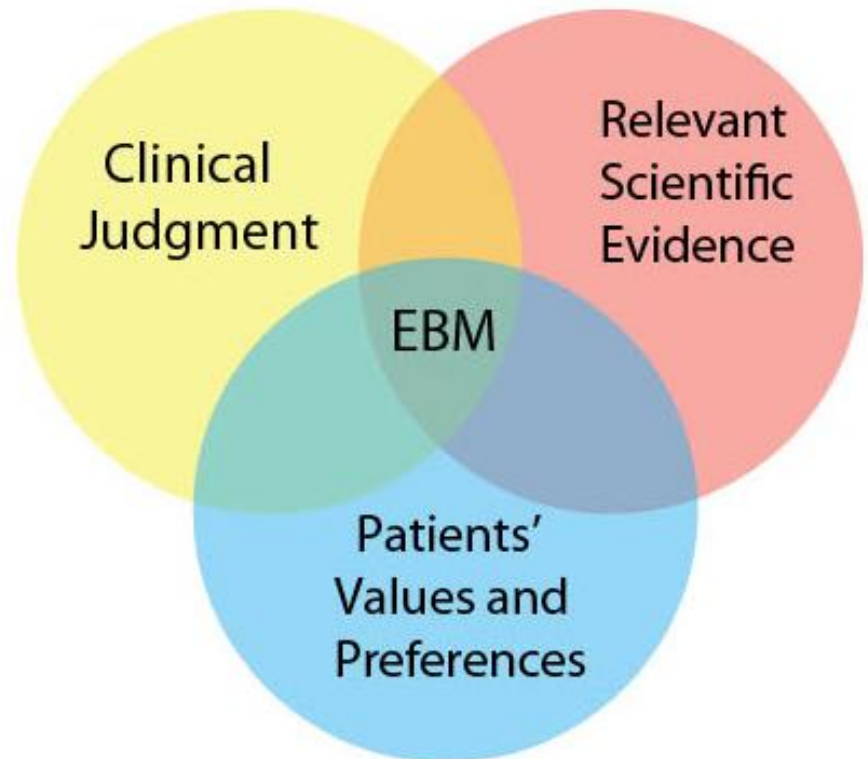 Clinical
Judgment
Relevant
Scientific
Evidence
EBM
Patients’
Values and
Preferences